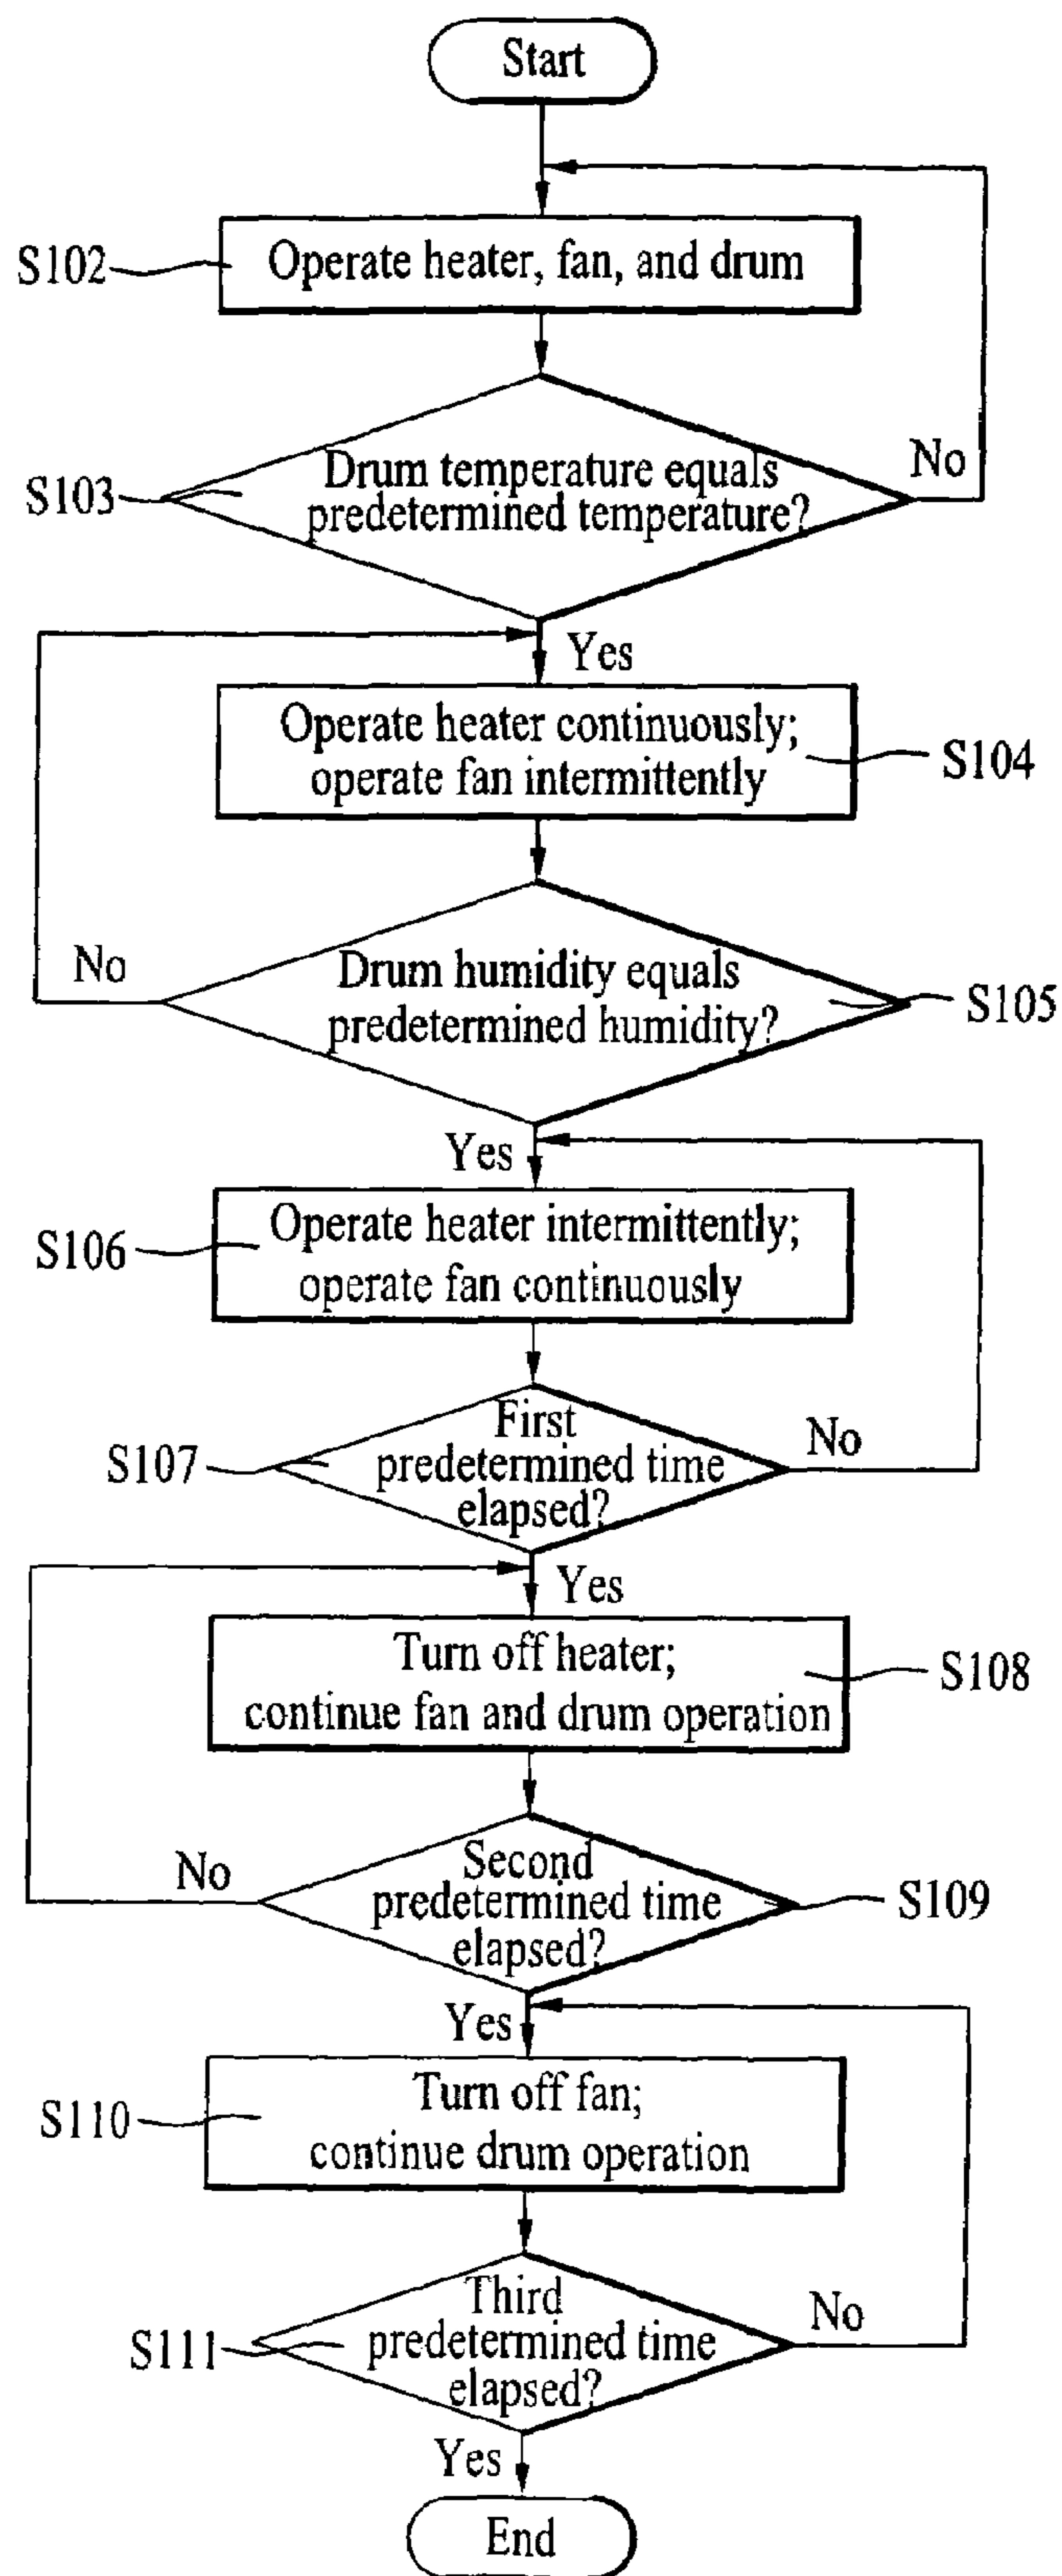 Start
S102
Operate heater, fan, and drum
S103
Drum temperature equals
predetermined temperature?
No
Yes
Operate heater continuously;
operate fan intermittently
S104
No
Drum humidity equals
predetermined humidity?
S105
Yes
S106
Operate heater intermittently;
operate fan continuously
S107
First
predetermined time
elapsed?
No
Yes
Turn off heater;
continue fan and drum operation
S108
No
Second
predetermined time
elapsed?
S109
Yes
S110
Turn off fan;
continue drum operation
S111
Third
predetermined time
elapsed?
No
Yes
End